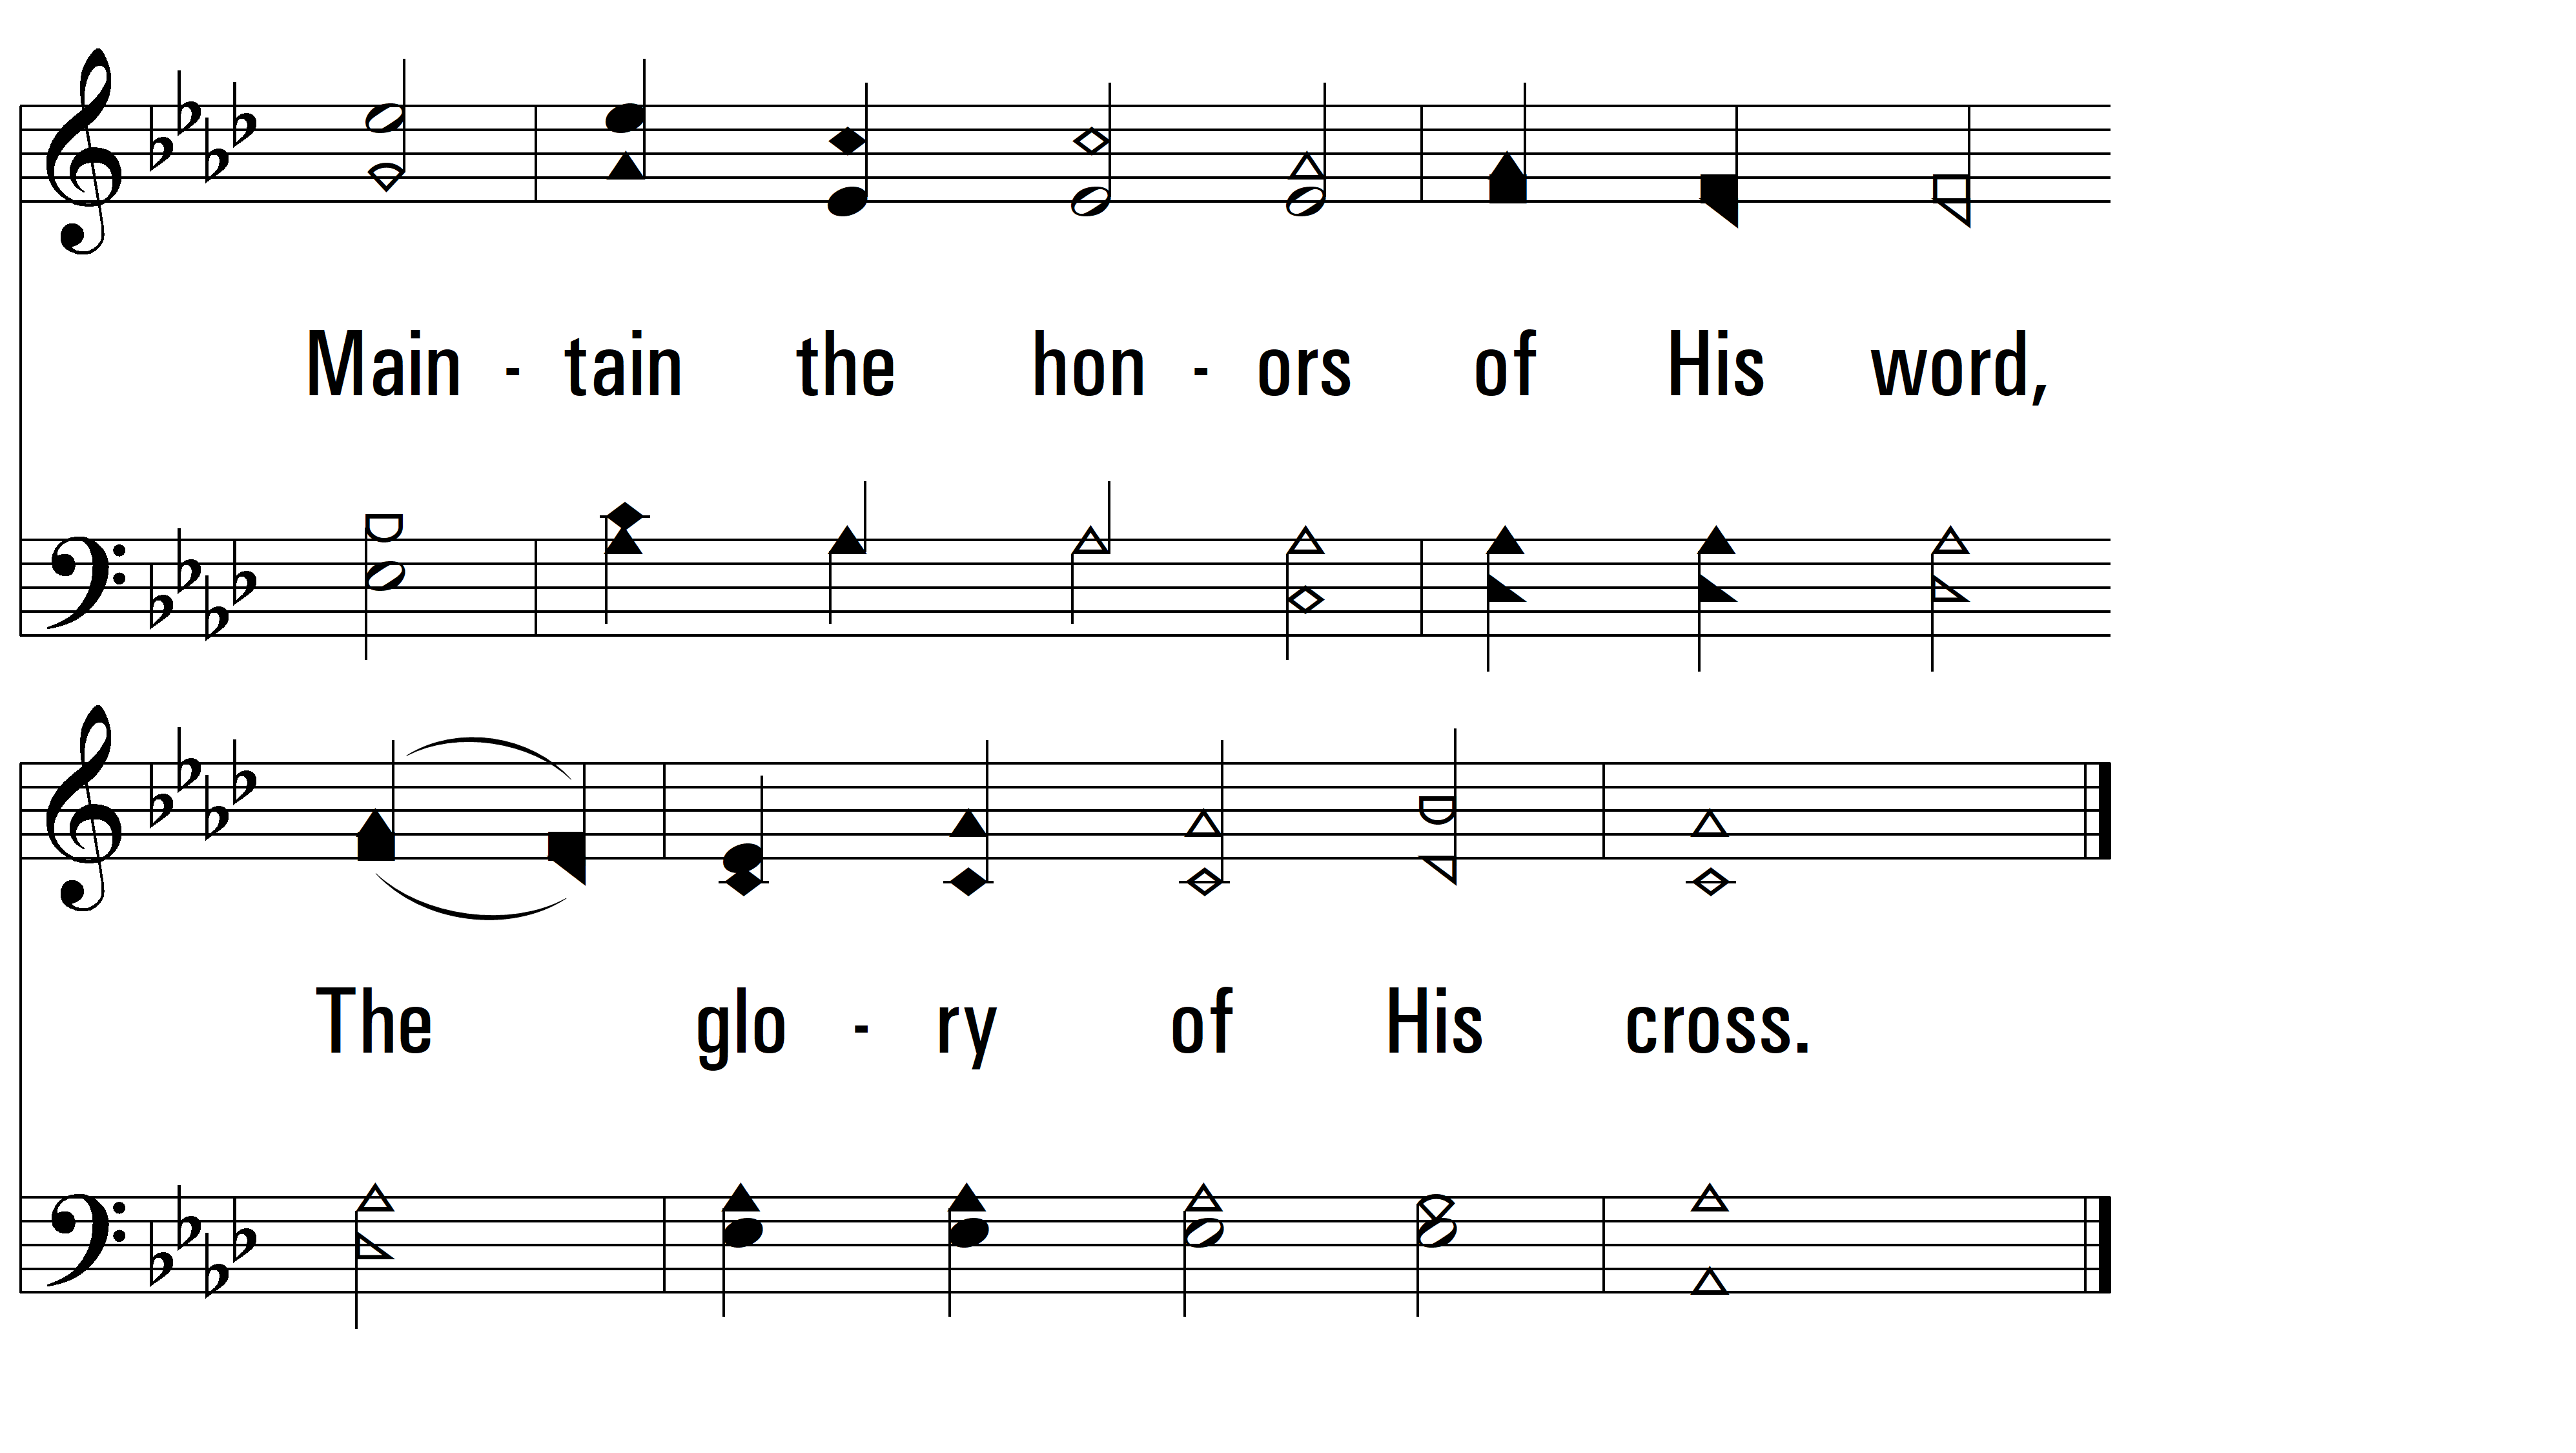 Main - tain the hon - ors of His word,
The glo - ry of His cross.